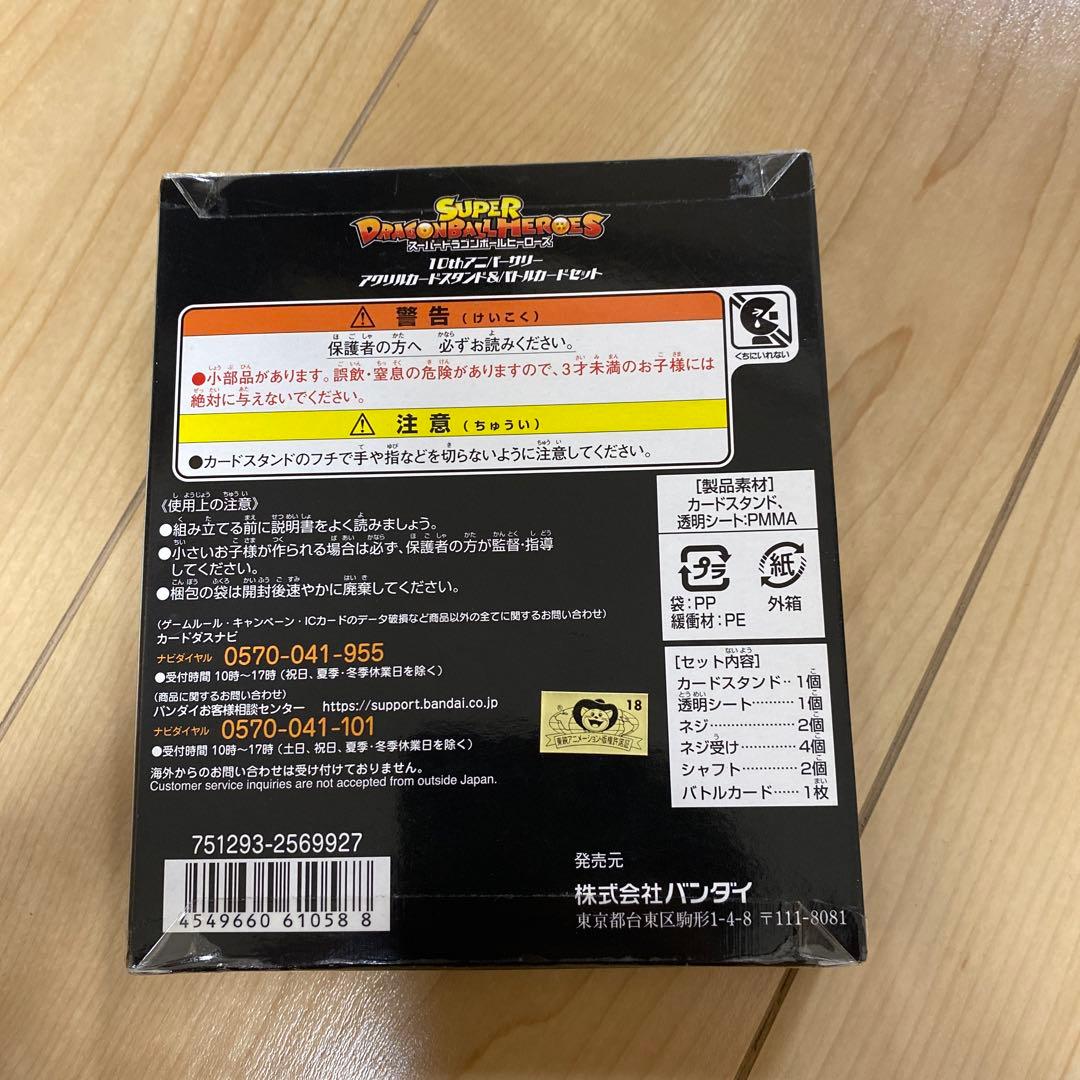 SUPER
DRAGONBALL HEROES
スーパードラゴンボールヒーローズ
10thアニバーサリー
アクリルカードスタンド&バトルカードセット
警告(けいこく)
保護者の方へ 必ずお読みください。
●小部品があります。誤飲・窒息の危険がありますので、3才未満のお子様には
絶対に与えないでください。
注意(ちゅうい)
●カードスタンドのフチで手や指などを切らないように注意してください。
くちにいれない
《使用上の注意》
●組み立てる前に説明書をよく読みましょう。
●小さいお子様が作られる場合は必ず、保護者の方が監督・指導
してください。
●梱包の袋は開封後速やかに廃棄してください。
(ゲームルール・キャンペーン・ICカードのデータ破損など商品以外の全てに関するお問い合わせ)
カードダスナビ
ナビダイヤル 0570-041-955
●受付時間 10時〜17時(祝日、夏季・冬季休業日を除く)
(商品に関するお問い合わせ)
バンダイお客様相談センター https://support.bandai.co.jp
ナビダイヤル 0570-041-101
●受付時間 10時〜17時(土日、祝日、夏季・冬季休業日を除く)
海外からのお問い合わせは受け付けておりません。
Customer service inquiries are not accepted from outside Japan.
[製品素材]
カードスタンド、
透明シート:PMMA
プラ
袋:PP
緩衝材:PE
紙
外箱
[セット内容]
カードスタンド‥1個
透明シート………1個
ネジ………………2個
ネジ受け…………4個
シャフト…………2個
バトルカード……1枚
18
東映アニメーション・版権許諾証
751293-2569927
4549660 610588
発売元
株式会社バンダイ
東京都台東区駒形1-4-8 〒111-8081